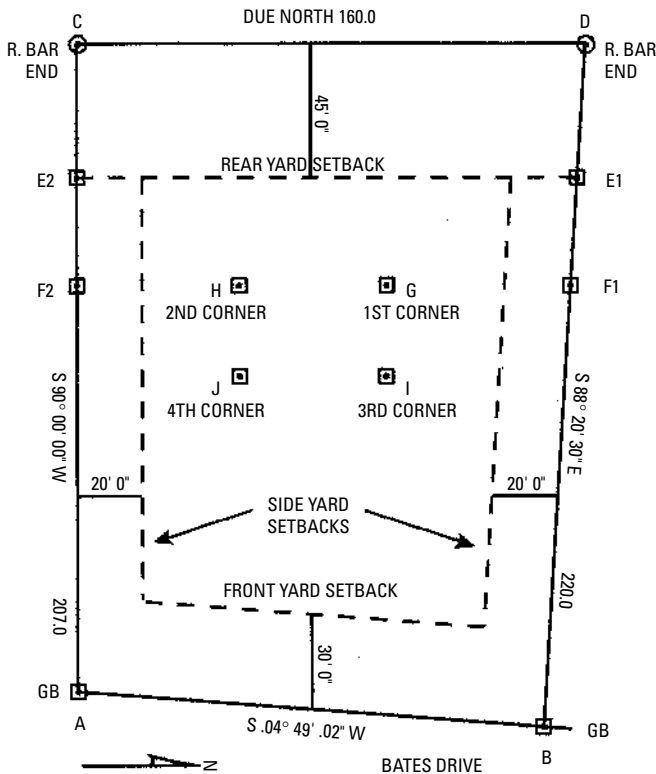 C
DUE NORTH 160.0
D
R. BAR
END
R. BAR
END
45' 0"
REAR YARD SETBACK
E2
E1
F2
H
2ND CORNER
G
1ST CORNER
F1
J
4TH CORNER
I
3RD CORNER
S 90° 00' 00" W
S 88° 20' 30" E
20' 0"
20' 0"
SIDE YARD
SETBACKS
FRONT YARD SETBACK
207.0
220.0
30' 0"
GB
A
S .04° 49' .02" W
GB
B
N
BATES DRIVE